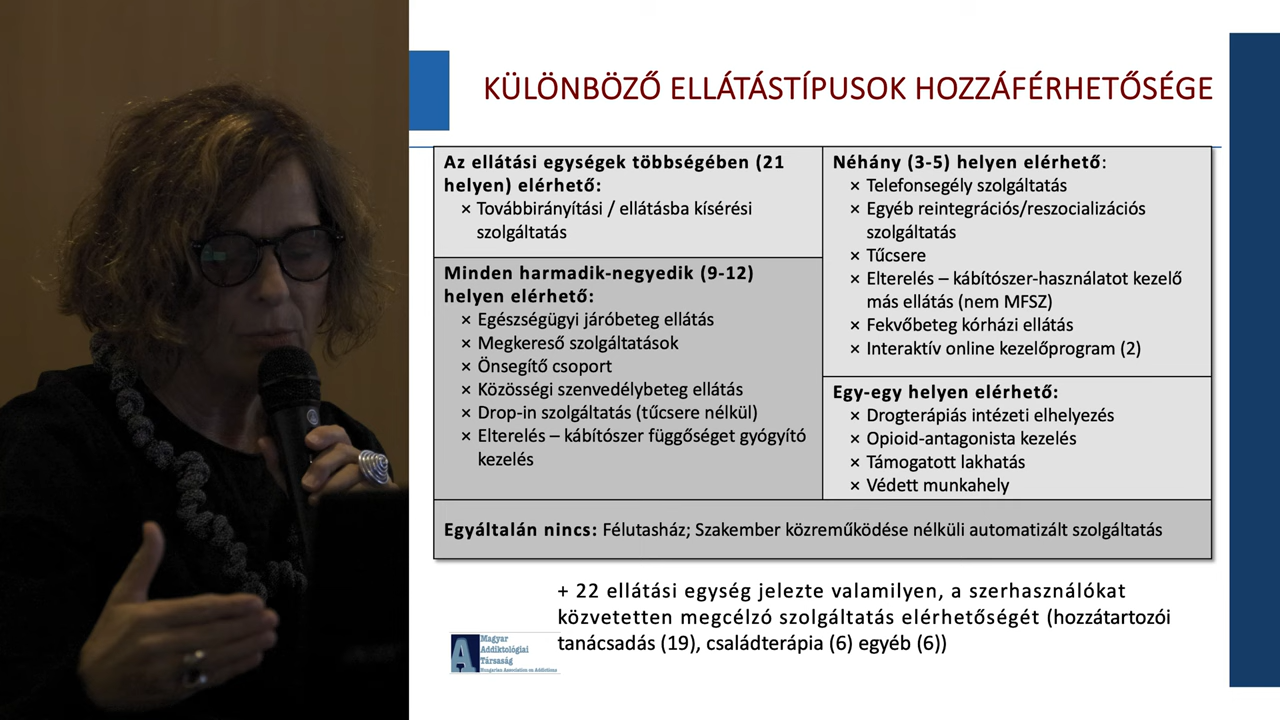 KÜLÖNBÖZŐ ELLÁTÁSTÍPUSOK HOZZÁFÉRHETŐSÉGE
Az ellátási egységek többségében (21
helyen) elérhető:
× Továbbirányítási / ellátásba kísérési
szolgáltatás
Minden harmadik-negyedik (9-12)
helyen elérhető:
× Egészségügyi járóbeteg ellátás
× Megkereső szolgáltatások
× Önsegítő csoport
× Közösségi szenvedélybeteg ellátás
× Drop-in szolgáltatás (tűcsere nélkül)
× Elterelés – kábítószer függőséget gyógyító
kezelés
Néhány (3-5) helyen elérhető:
× Telefonsegély szolgáltatás
× Egyéb reintegrációs/reszocializációs
szolgáltatás
× Tűcsere
× Elterelés – kábítószer-használatot kezelő
más ellátás (nem MFSZ)
× Fekvőbeteg kórházi ellátás
× Interaktív online kezelőprogram (2)
Egy-egy helyen elérhető:
× Drogterápiás intézeti elhelyezés
× Opioid-antagonista kezelés
× Támogatott lakhatás
× Védett munkahely
Egyáltalán nincs: Félutasház; Szakember közreműködése nélküli automatizált szolgáltatás
+ 22 ellátási egység jelezte valamilyen, a szerhasználókat
közvetetten megcélzó szolgáltatás elérhetőségét (hozzátartozói
tanácsadás (19), családterápia (6) egyéb (6))
A
Magyar
Addiktológiai
Társaság
Hungarian Association on Addictions